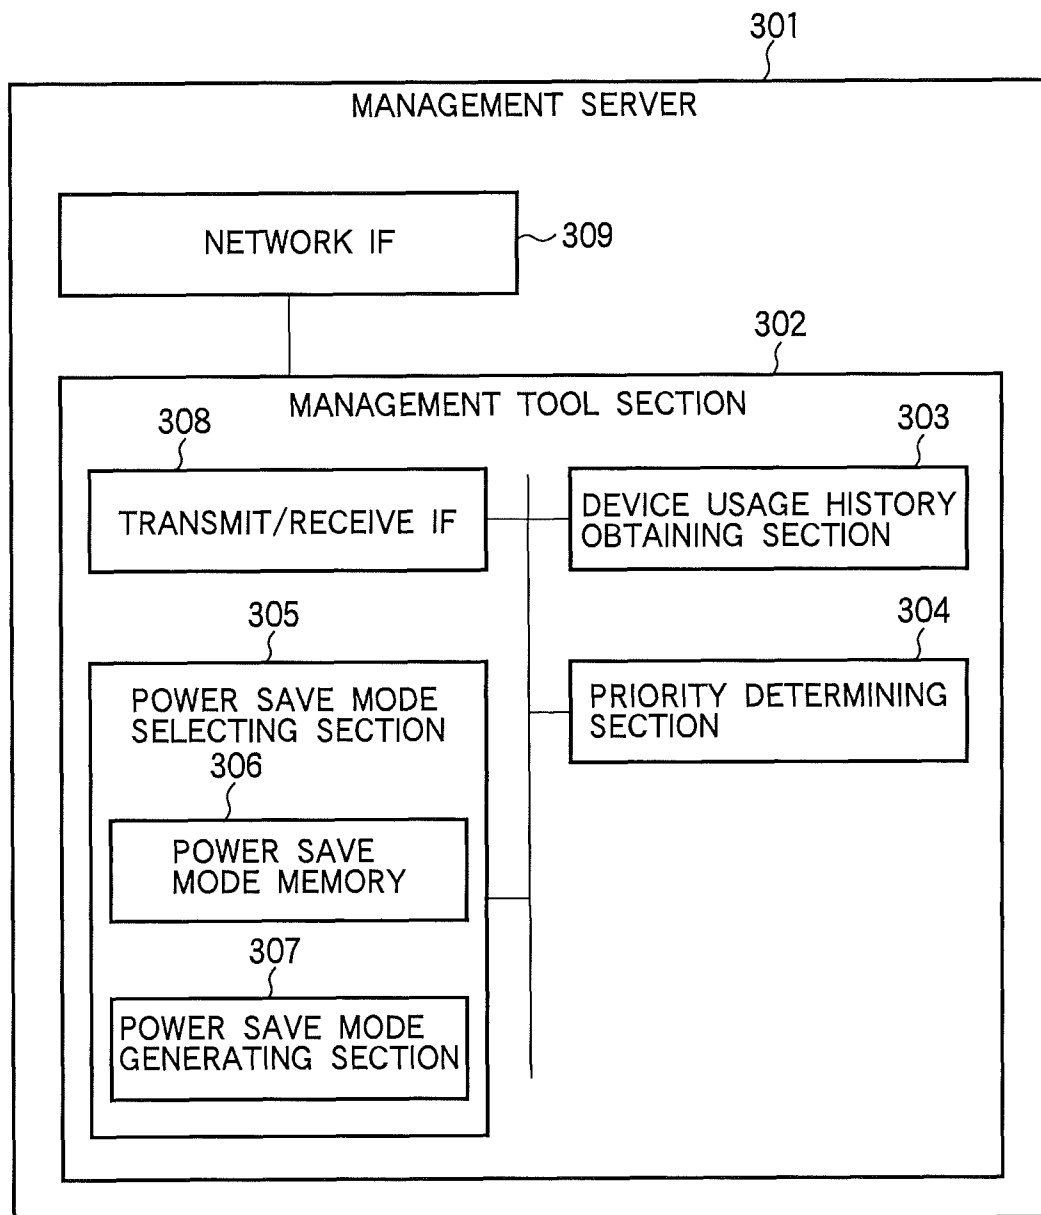 301
MANAGEMENT SERVER
NETWORK IF
309
302
MANAGEMENT TOOL SECTION
308
303
TRANSMIT/RECEIVE IF
DEVICE USAGE HISTORY
OBTAINING SECTION
305
304
POWER SAVE MODE
SELECTING SECTION
PRIORITY DETERMINING
SECTION
306
POWER SAVE
MODE MEMORY
307
POWER SAVE MODE
GENERATING SECTION